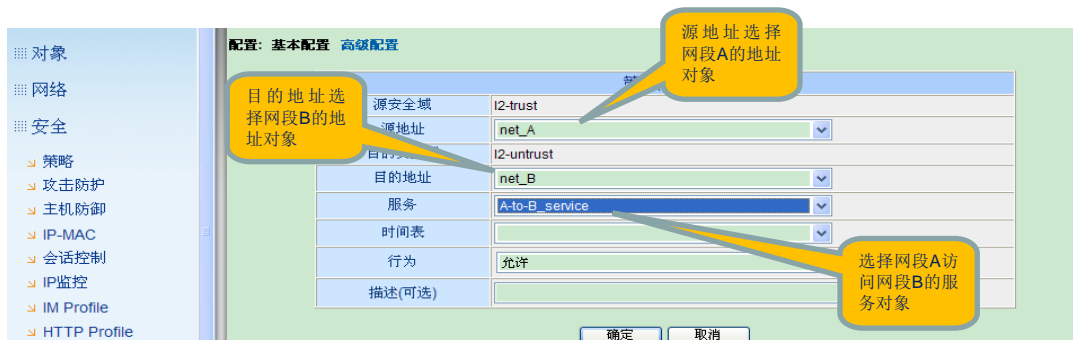 对象
网络
安全
策略
攻击防护
主机防御
IP-MAC
会话控制
IP监控
IM Profile
HTTP Profile
配置: 基本配置 高级配置
源地址选择
网段A的地址
对象
目的地址选
择网段B的地
址对象
源安全域 l2-trust
源地址 net_A
l2-untrust
目的地址 net_B
服务 A-to-B_service
时间表
行为 允许
描述(可选)
选择网段A访
问网段B的服
务对象
确定 取消